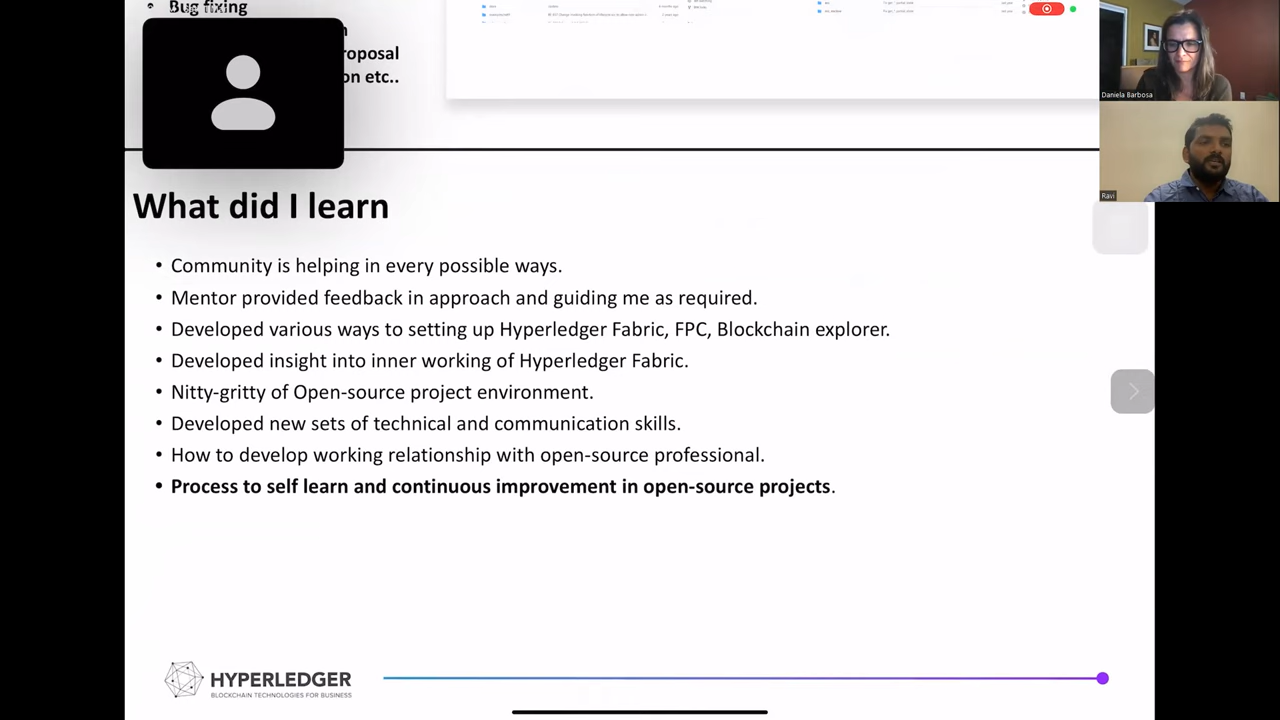 Bug fixing
roposal
on etc..
Daniela Barbosa
Ravi
What did I learn
• Community is helping in every possible ways.
• Mentor provided feedback in approach and guiding me as required.
• Developed various ways to setting up Hyperledger Fabric, FPC, Blockchain explorer.
• Developed insight into inner working of Hyperledger Fabric.
• Nitty-gritty of Open-source project environment.
• Developed new sets of technical and communication skills.
• How to develop working relationship with open-source professional.
• Process to self learn and continuous improvement in open-source projects.
HYPERLEDGER
BLOCKCHAIN TECHNOLOGIES FOR BUSINESS